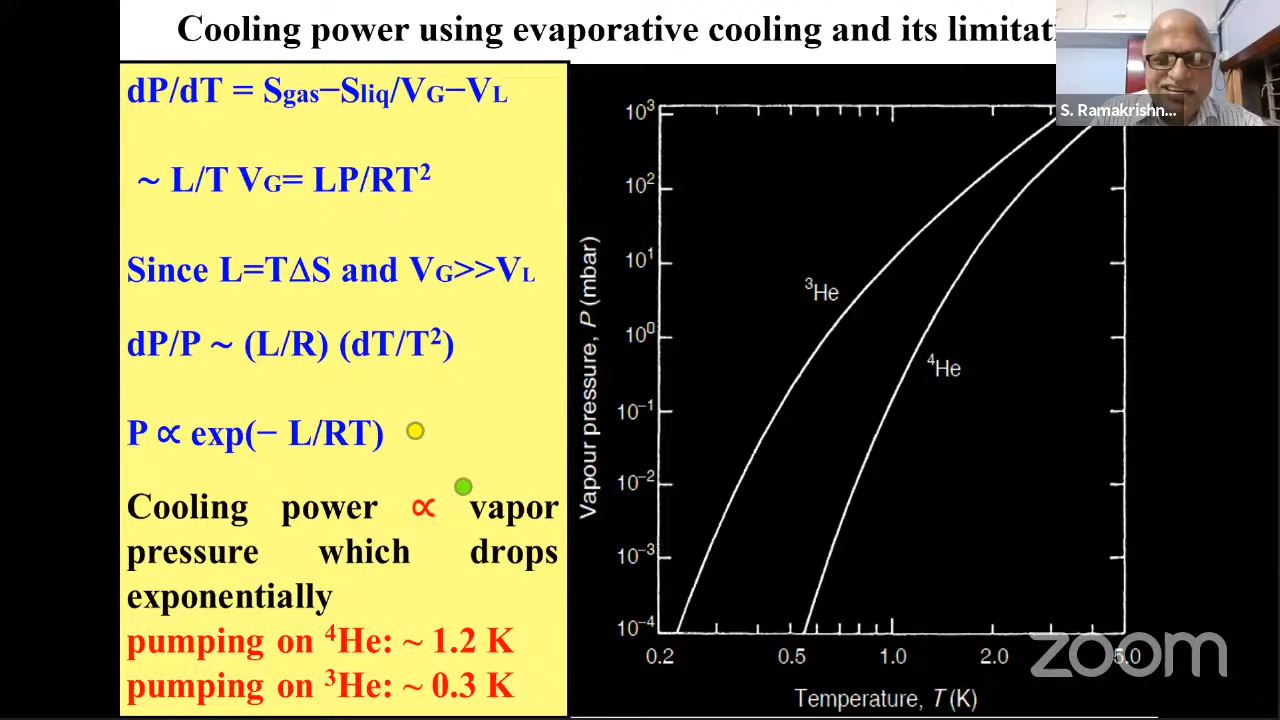 Cooling power using evaporative cooling and its limitati
S. Ramakrishn...
dP/dT = Sgas−Sliq/VG−VL
~ L/T VG= LP/RT²
Since L=TΔS and VG>>VL
dP/P ~ (L/R) (dT/T²)
P ∝ exp(− L/RT)
Cooling power ∝ vapor
pressure which drops
exponentially
pumping on ⁴He: ~ 1.2 K
pumping on ³He: ~ 0.3 K
Vapour pressure, P (mbar)
10³
10²
10¹
10⁰
10⁻¹
10⁻²
10⁻³
10⁻⁴
³He
⁴He
0.2 0.5 1.0 2.0 5.0
Temperature, T (K)
zoom